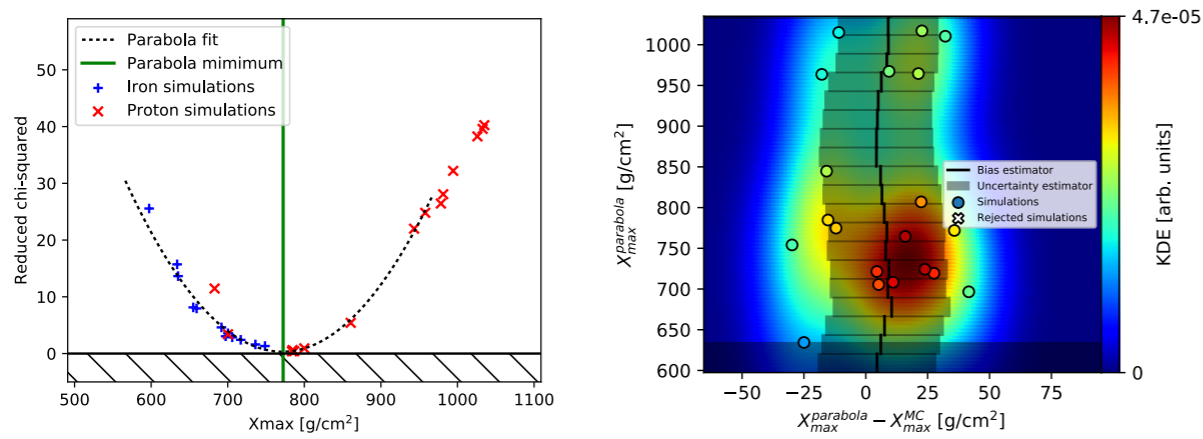 50
40
30
20
10
0
500
600
700
800
900
1000
1100
Reduced chi-squared
Xmax [g/cm²]
Parabola fit
Parabola minimum
Iron simulations
Proton simulations
1000
950
900
850
800
750
700
650
600
−50
−25
0
25
50
75
X_max^parabola [g/cm²]
X_max^parabola − X_max^MC [g/cm²]
Bias estimator
Uncertainty estimator
Simulations
Rejected simulations
4.7e-05
0
KDE [arb. units]